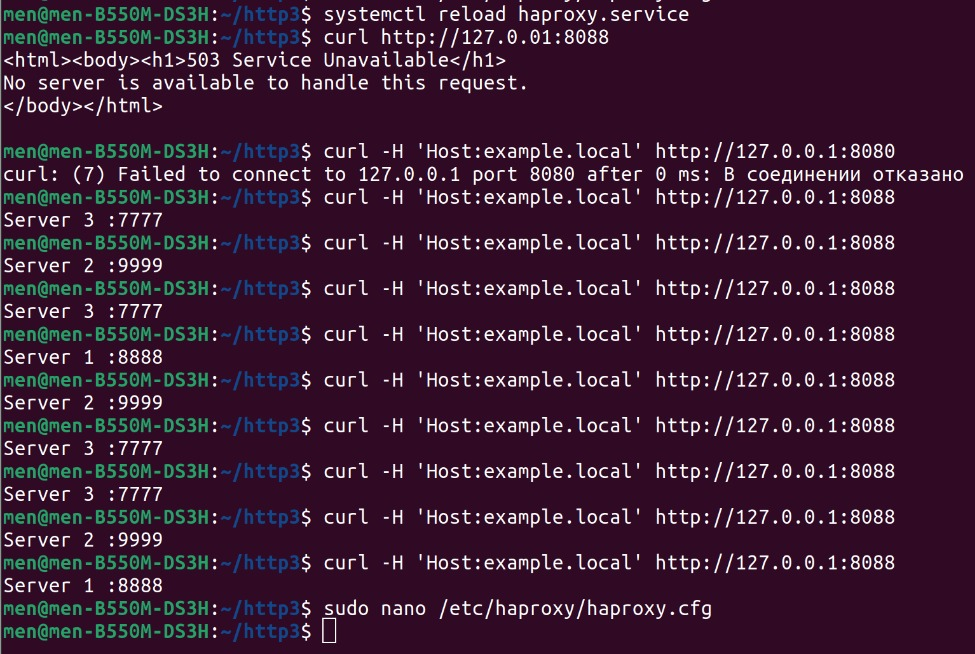 men@men-B550M-DS3H:~/http3$ systemctl reload haproxy.service
men@men-B550M-DS3H:~/http3$ curl http://127.0.01:8088
<html><body><h1>503 Service Unavailable</h1>
No server is available to handle this request.
</body></html>
men@men-B550M-DS3H:~/http3$ curl -H 'Host:example.local' http://127.0.0.1:8080
curl: (7) Failed to connect to 127.0.0.1 port 8080 after 0 ms: В соединении отказано
men@men-B550M-DS3H:~/http3$ curl -H 'Host:example.local' http://127.0.0.1:8088
Server 3 :7777
men@men-B550M-DS3H:~/http3$ curl -H 'Host:example.local' http://127.0.0.1:8088
Server 2 :9999
men@men-B550M-DS3H:~/http3$ curl -H 'Host:example.local' http://127.0.0.1:8088
Server 3 :7777
men@men-B550M-DS3H:~/http3$ curl -H 'Host:example.local' http://127.0.0.1:8088
Server 1 :8888
men@men-B550M-DS3H:~/http3$ curl -H 'Host:example.local' http://127.0.0.1:8088
Server 2 :9999
men@men-B550M-DS3H:~/http3$ curl -H 'Host:example.local' http://127.0.0.1:8088
Server 3 :7777
men@men-B550M-DS3H:~/http3$ curl -H 'Host:example.local' http://127.0.0.1:8088
Server 3 :7777
men@men-B550M-DS3H:~/http3$ curl -H 'Host:example.local' http://127.0.0.1:8088
Server 2 :9999
men@men-B550M-DS3H:~/http3$ curl -H 'Host:example.local' http://127.0.0.1:8088
Server 1 :8888
men@men-B550M-DS3H:~/http3$ sudo nano /etc/haproxy/haproxy.cfg
men@men-B550M-DS3H:~/http3$